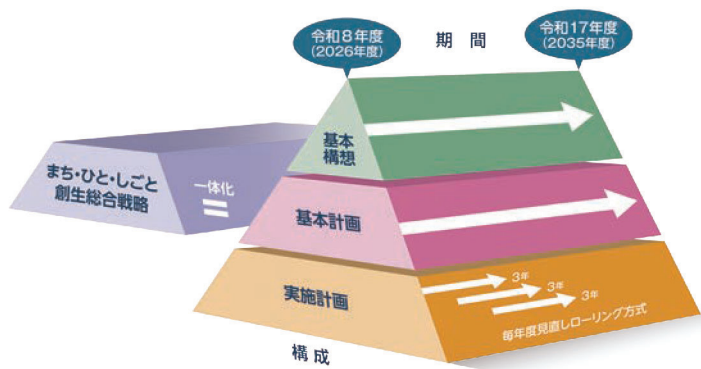 令和8年度
(2026年度)
期間
令和17年度
(2035年度)
基本
構想
まち・ひと・しごと
創生総合戦略
一体化
基本計画
実施計画
3年
3年
3年
毎年度見直しローリング方式
構成